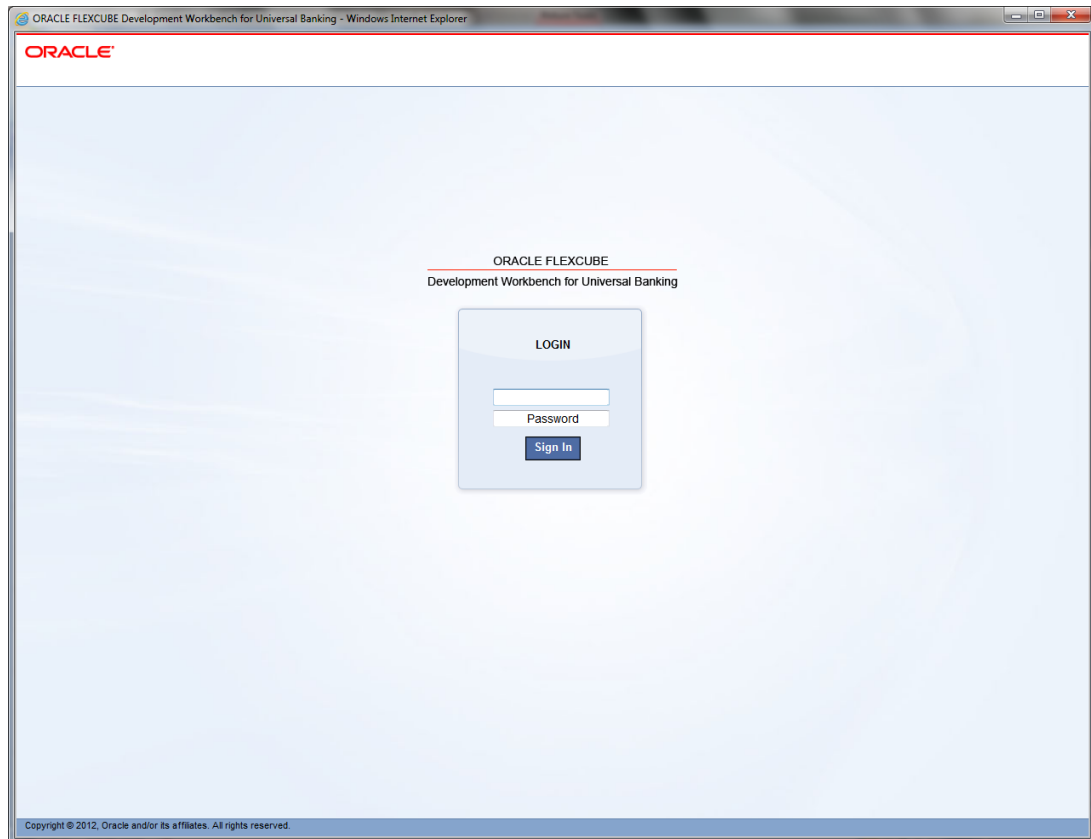 ORACLE FLEXCUBE Development Workbench for Universal Banking - Windows Internet Explorer
ORACLE
ORACLE FLEXCUBE
Development Workbench for Universal Banking
LOGIN
Password
Sign In
Copyright © 2012, Oracle and/or its affiliates. All rights reserved.